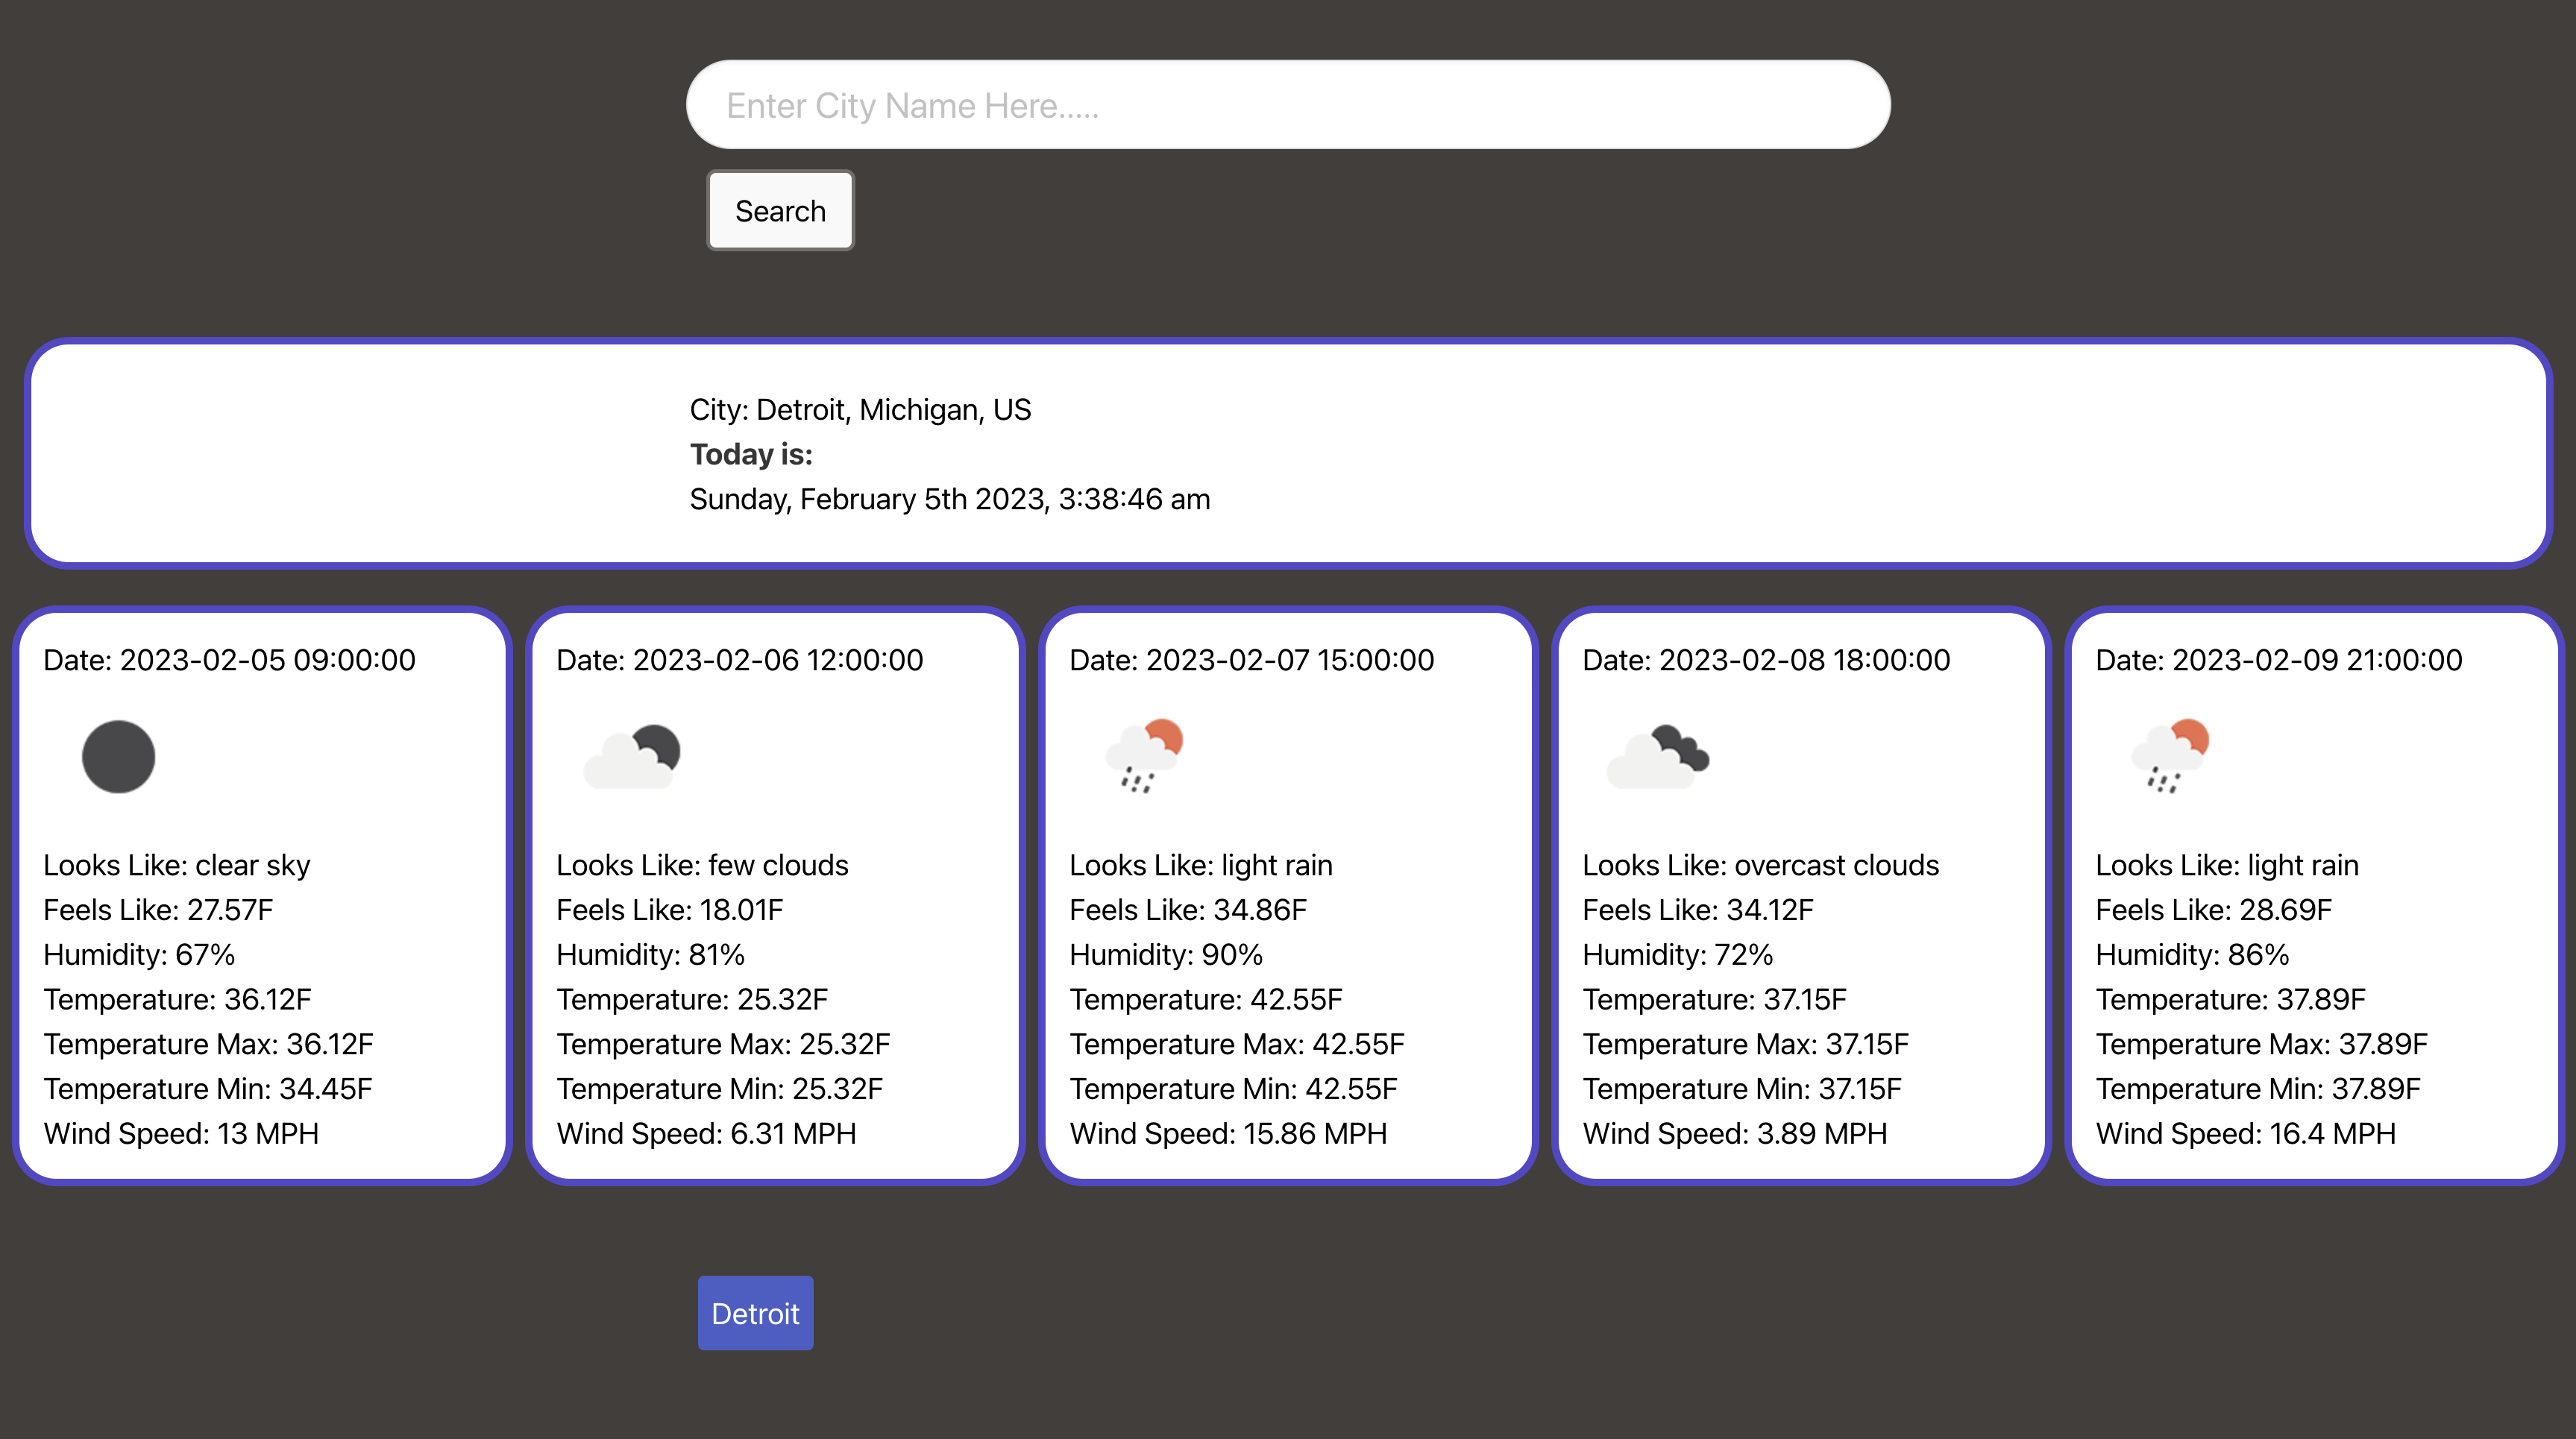 Enter City Name Here.....
Search
City: Detroit, Michigan, US
Today is:
Sunday, February 5th 2023, 3:38:46 am
Date: 2023-02-05 09:00:00
Looks Like: clear sky
Feels Like: 27.57F
Humidity: 67%
Temperature: 36.12F
Temperature Max: 36.12F
Temperature Min: 34.45F
Wind Speed: 13 MPH
Date: 2023-02-06 12:00:00
Looks Like: few clouds
Feels Like: 18.01F
Humidity: 81%
Temperature: 25.32F
Temperature Max: 25.32F
Temperature Min: 25.32F
Wind Speed: 6.31 MPH
Date: 2023-02-07 15:00:00
Looks Like: light rain
Feels Like: 34.86F
Humidity: 90%
Temperature: 42.55F
Temperature Max: 42.55F
Temperature Min: 42.55F
Wind Speed: 15.86 MPH
Date: 2023-02-08 18:00:00
Looks Like: overcast clouds
Feels Like: 34.12F
Humidity: 72%
Temperature: 37.15F
Temperature Max: 37.15F
Temperature Min: 37.15F
Wind Speed: 3.89 MPH
Date: 2023-02-09 21:00:00
Looks Like: light rain
Feels Like: 28.69F
Humidity: 86%
Temperature: 37.89F
Temperature Max: 37.89F
Temperature Min: 37.89F
Wind Speed: 16.4 MPH
Detroit